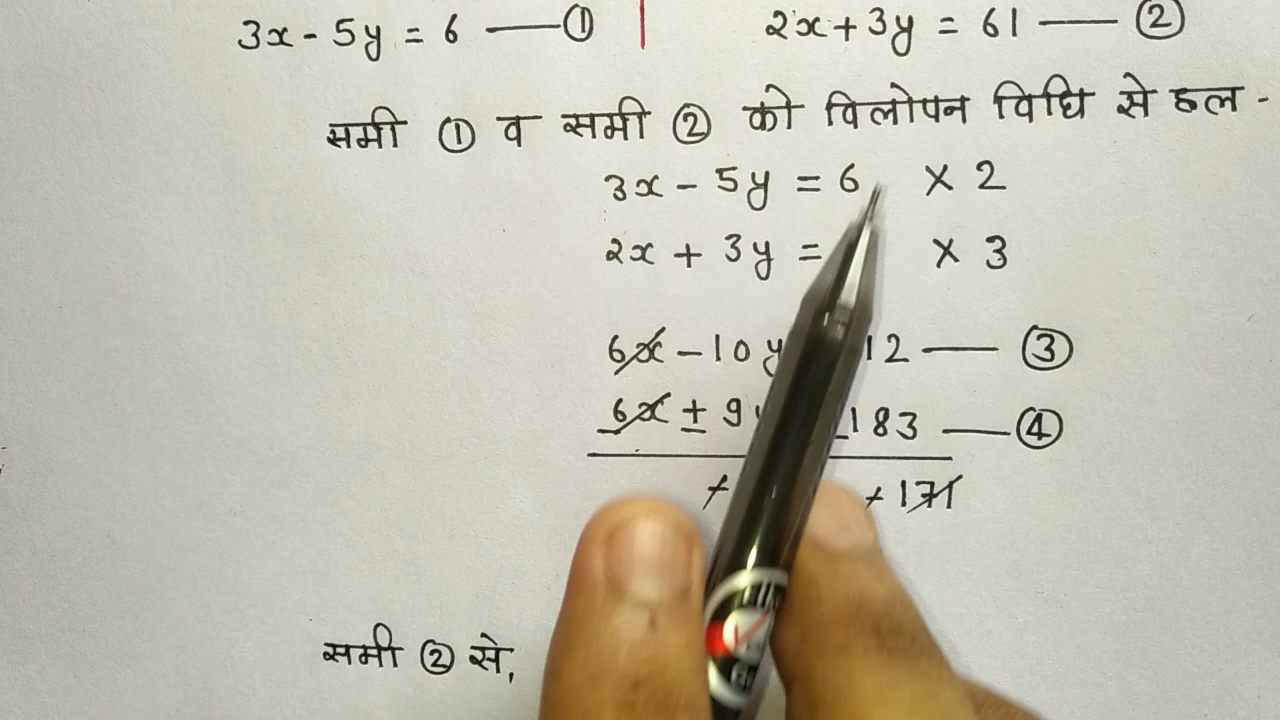 3x - 5y = 6 — ① 2x + 3y = 61 — ②
समी ① व समी ② को विलोपन विधि से हल -
3x - 5y = 6 × 2
2x + 3y = × 3
6x - 10y 12 — ③
6x ± 9 183 — ④
+ + 171
समी ② से,